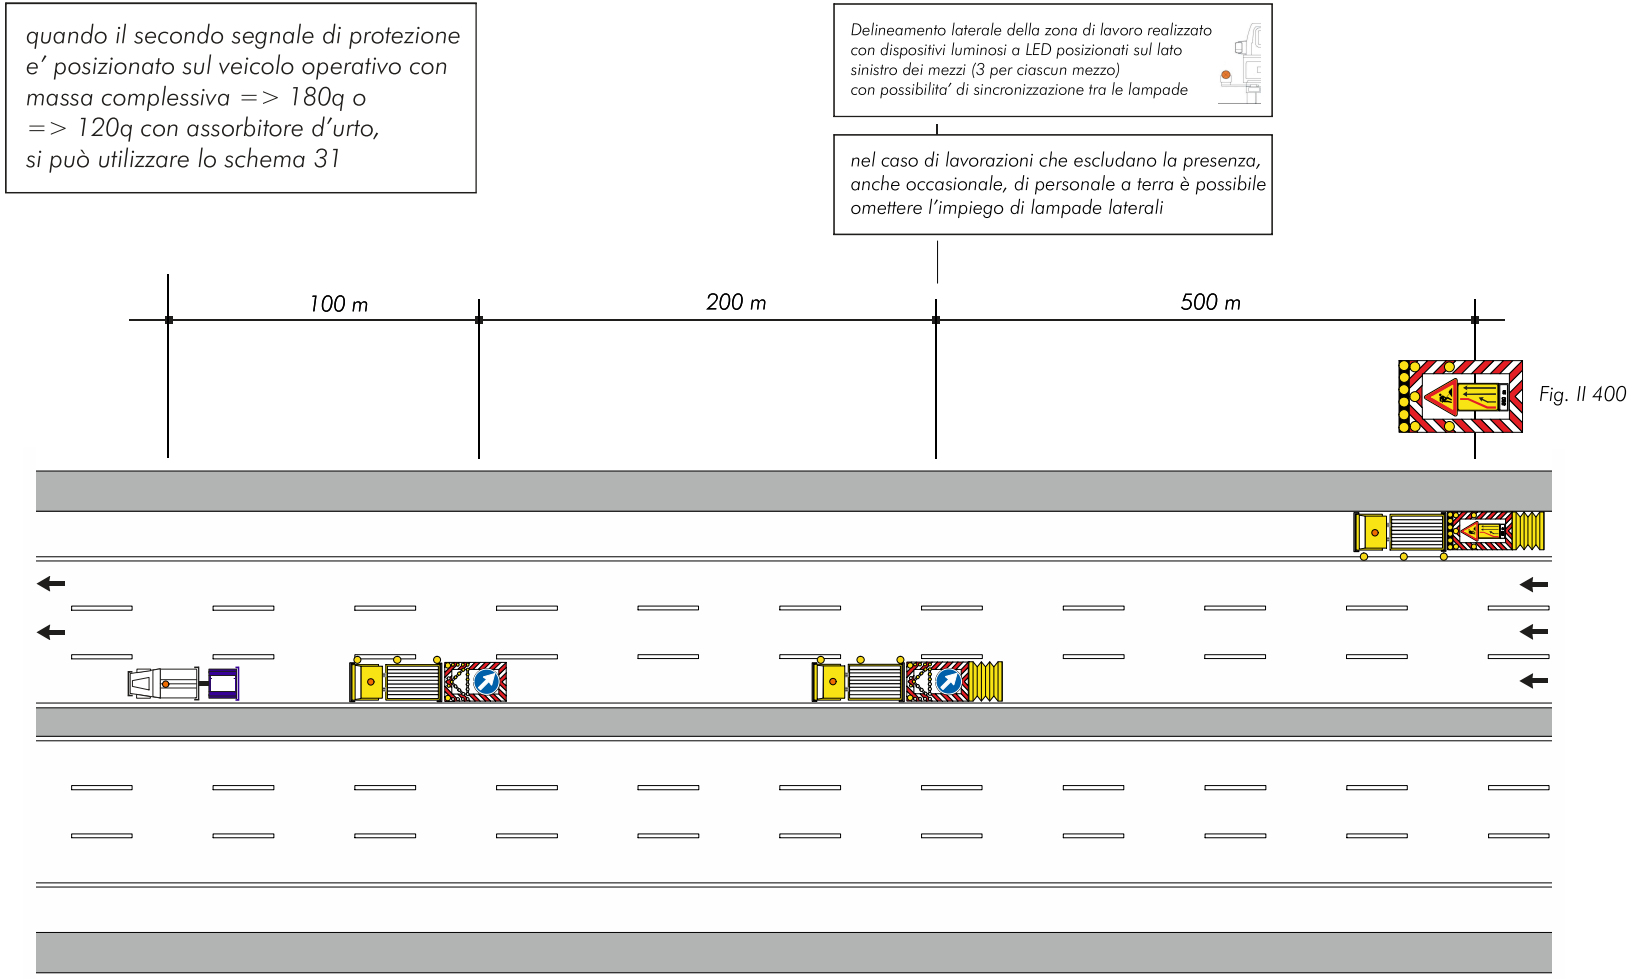 quando il secondo segnale di protezione
e' posizionato sul veicolo operativo con
massa complessiva => 180q o
=> 120q con assorbitore d'urto,
si può utilizzare lo schema 31
Delineamento laterale della zona di lavoro realizzato
con dispositivi luminosi a LED posizionati sul lato
sinistro dei mezzi (3 per ciascun mezzo)
con possibilita' di sincronizzazione tra le lampade
nel caso di lavorazioni che escludano la presenza,
anche occasionale, di personale a terra è possibile
omettere l'impiego di lampade laterali
100 m
200 m
500 m
Fig. II 400